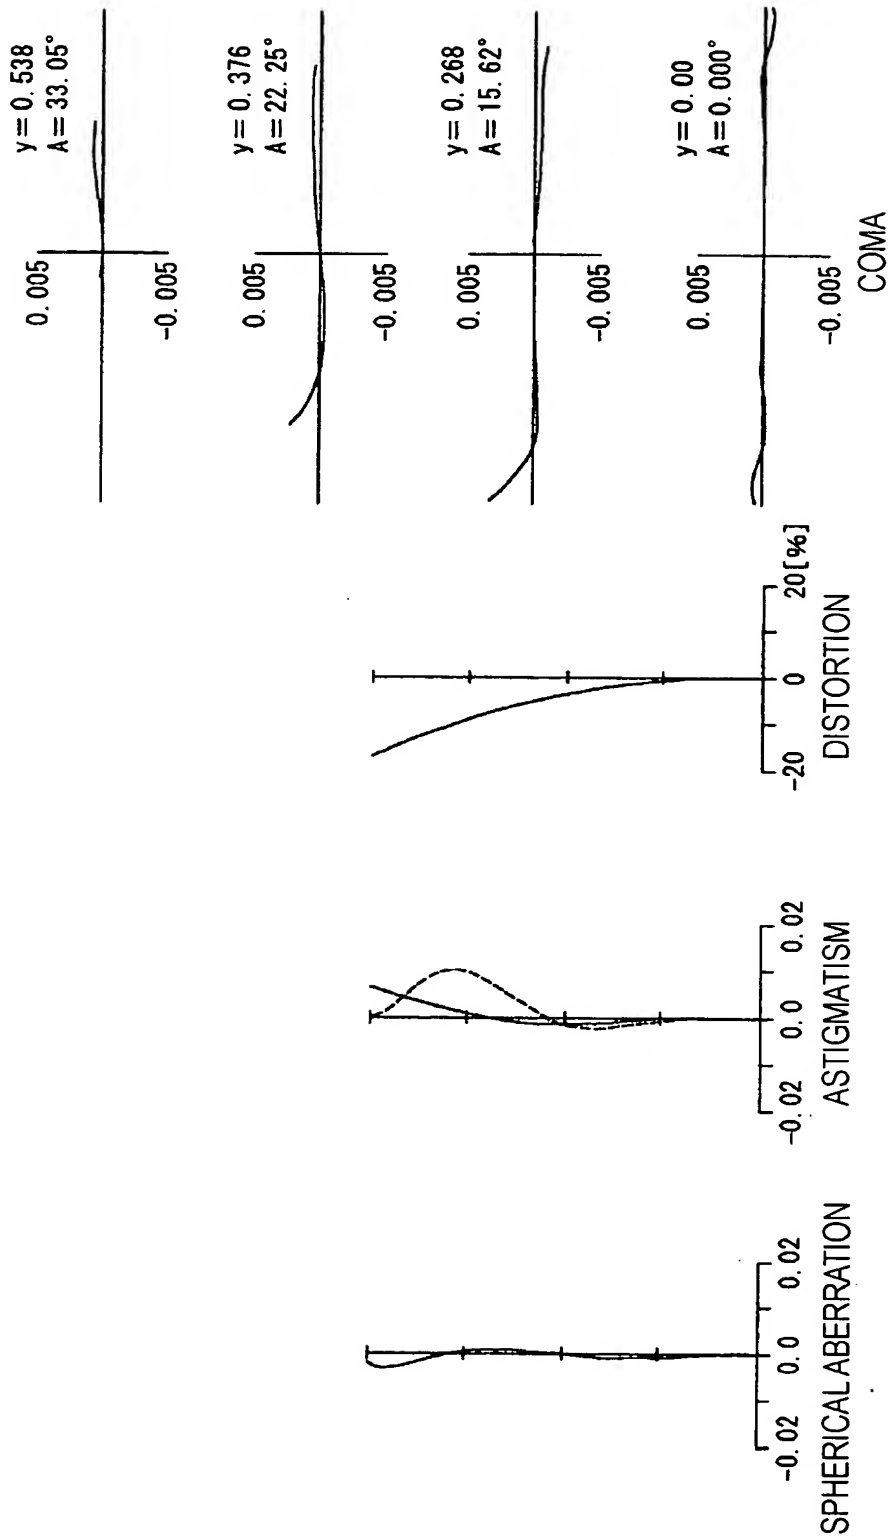 SPHERICAL ABERRATION
-0.02
0.0
0.02
ASTIGMATISM
-0.02
0.0
0.02
DISTORTION
-20
0
20[%]
COMA
y=0.538
A=33.05°
0.005
-0.005
y=0.376
A=22.25°
0.005
-0.005
y=0.268
A=15.62°
0.005
-0.005
y=0.00
A=0.000°
0.005
-0.005